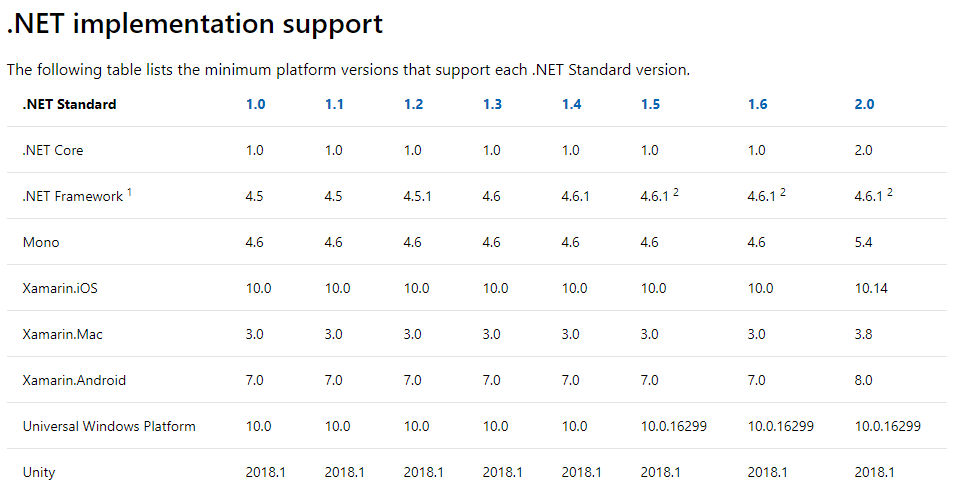 .NET implementation support
The following table lists the minimum platform versions that support each .NET Standard version.
.NET Standard 1.0 1.1 1.2 1.3 1.4 1.5 1.6 2.0
.NET Core 1.0 1.0 1.0 1.0 1.0 1.0 1.0 2.0
.NET Framework 1 4.5 4.5 4.5.1 4.6 4.6.1 4.6.1 2 4.6.1 2 4.6.1 2
Mono 4.6 4.6 4.6 4.6 4.6 4.6 4.6 5.4
Xamarin.iOS 10.0 10.0 10.0 10.0 10.0 10.0 10.0 10.14
Xamarin.Mac 3.0 3.0 3.0 3.0 3.0 3.0 3.0 3.8
Xamarin.Android 7.0 7.0 7.0 7.0 7.0 7.0 7.0 8.0
Universal Windows Platform 10.0 10.0 10.0 10.0 10.0 10.0.16299 10.0.16299 10.0.16299
Unity 2018.1 2018.1 2018.1 2018.1 2018.1 2018.1 2018.1 2018.1